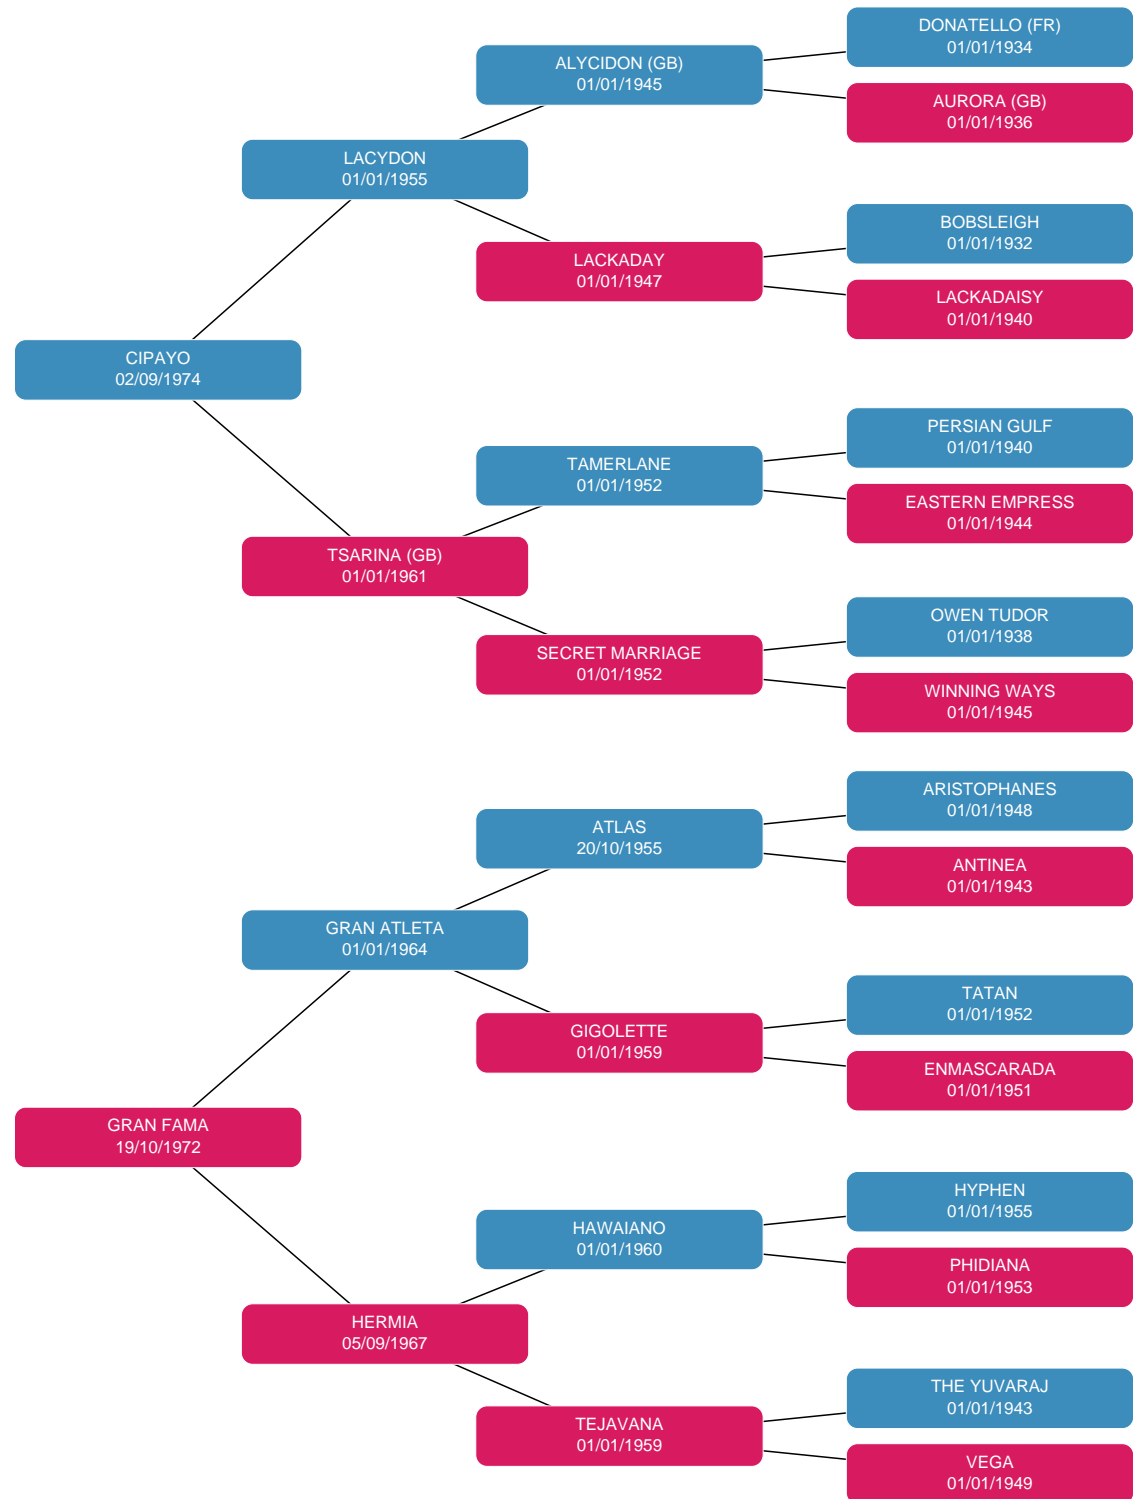 DONATELLO (FR)
01/01/1934
ALYCIDON (GB)
01/01/1945
AURORA (GB)
01/01/1936
LACYDON
01/01/1955
BOBSLEIGH
01/01/1932
LACKADAY
01/01/1947
LACKADAISY
01/01/1940
CIPAYO
02/09/1974
PERSIAN GULF
01/01/1940
TAMERLANE
01/01/1952
EASTERN EMPRESS
01/01/1944
TSARINA (GB)
01/01/1961
OWEN TUDOR
01/01/1938
SECRET MARRIAGE
01/01/1952
WINNING WAYS
01/01/1945
ARISTOPHANES
01/01/1948
ATLAS
20/10/1955
ANTINEA
01/01/1943
GRAN ATLETA
01/01/1964
TATAN
01/01/1952
GIGOLETTE
01/01/1959
ENMASCARADA
01/01/1951
GRAN FAMA
19/10/1972
HYPHEN
01/01/1955
HAWAIANO
01/01/1960
PHIDIANA
01/01/1953
HERMIA
05/09/1967
THE YUVARAJ
01/01/1943
TEJAVANA
01/01/1959
VEGA
01/01/1949